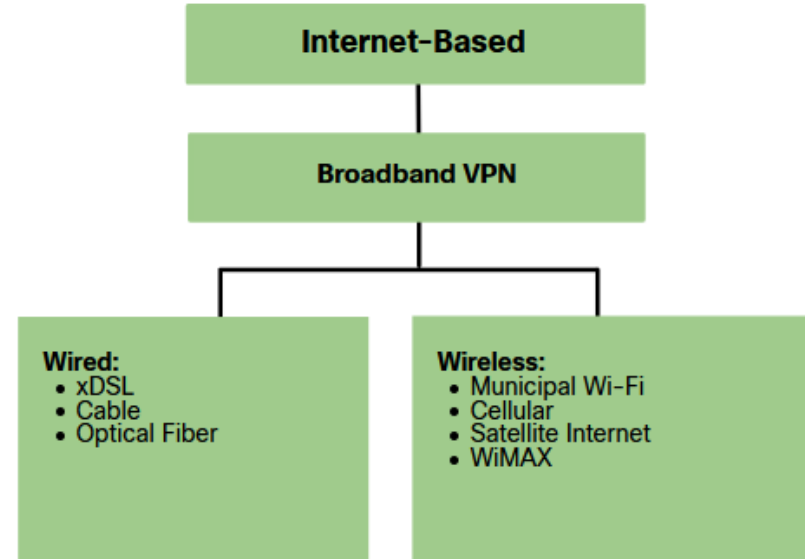 Internet-Based
Broadband VPN
Wired:
• xDSL
• Cable
• Optical Fiber
Wireless:
• Municipal Wi-Fi
• Cellular
• Satellite Internet
• WiMAX